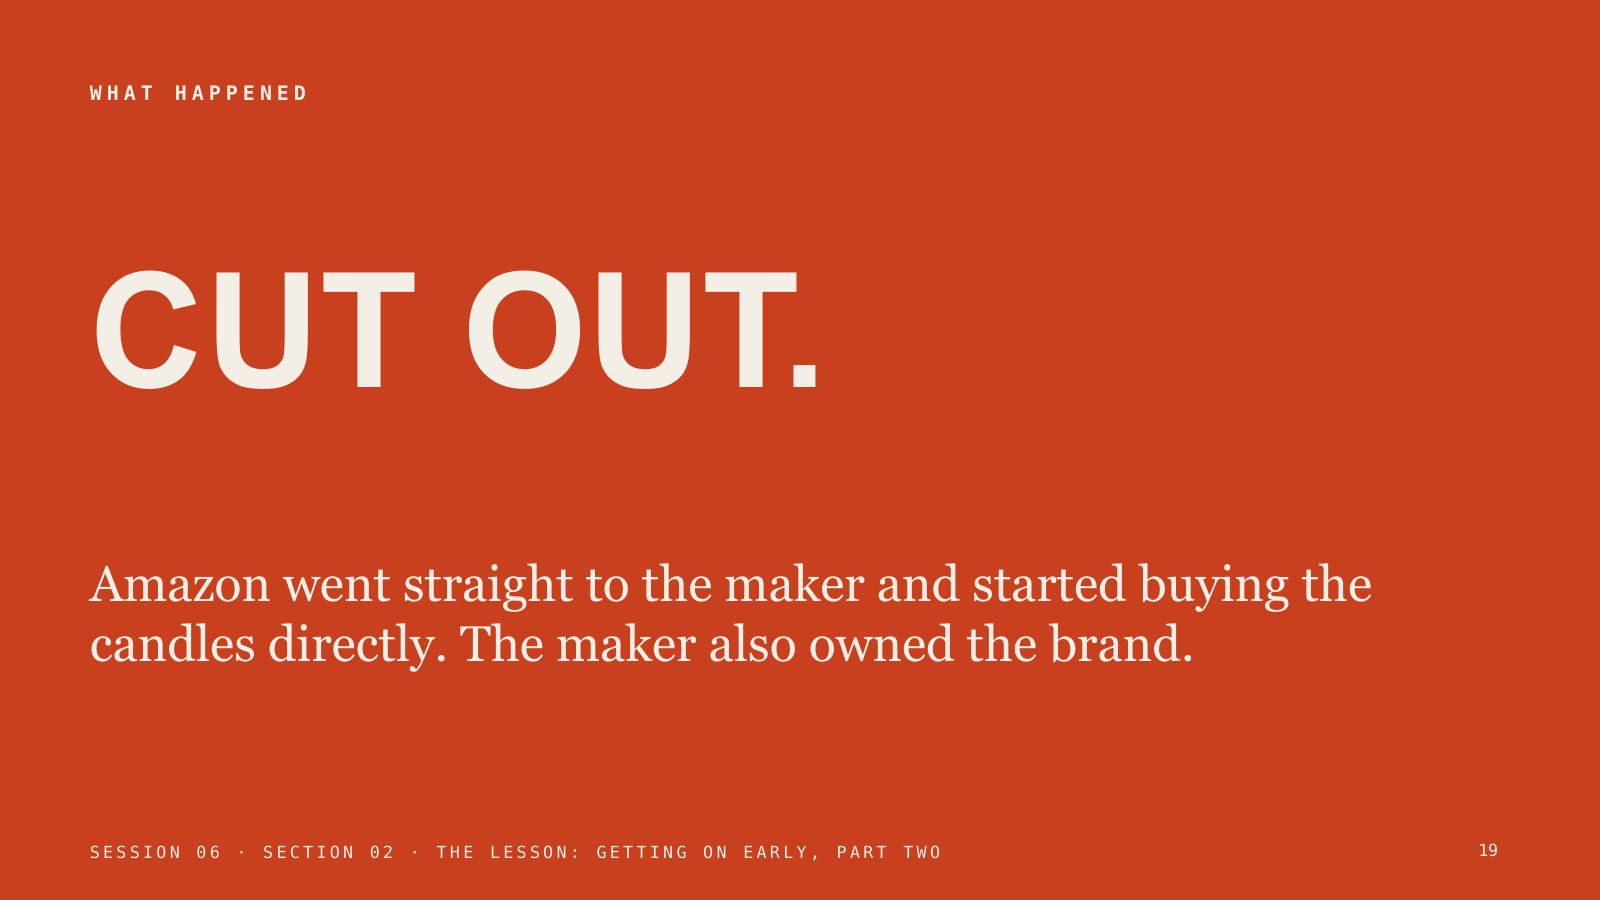 WHAT HAPPENED
CUT OUT.
Amazon went straight to the maker and started buying the
candles directly. The maker also owned the brand.
SESSION 06 · SECTION 02 · THE LESSON: GETTING ON EARLY, PART TWO
19